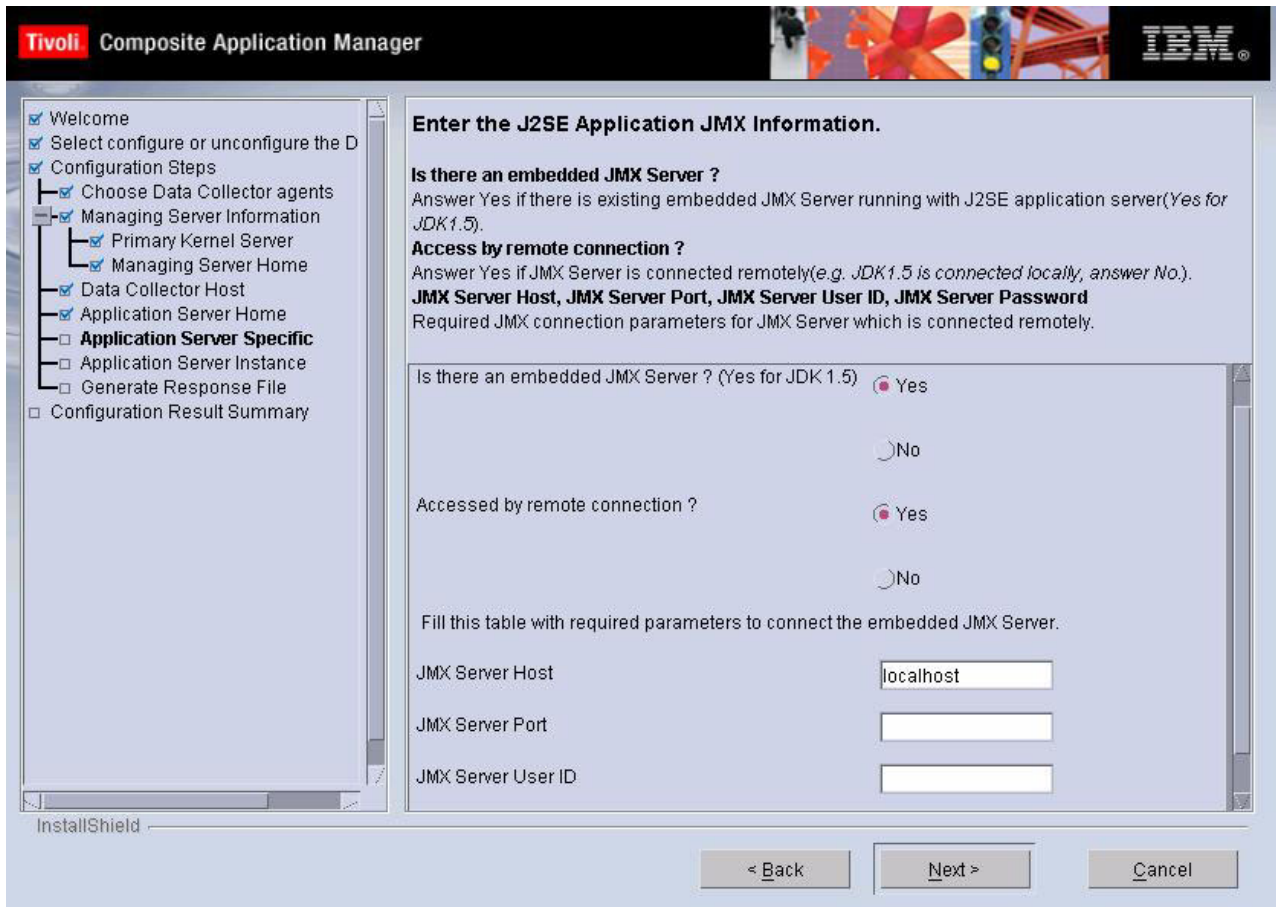 Tivoli. Composite Application Manager
IBM®
Welcome
Select configure or unconfigure the D
Configuration Steps
Choose Data Collector agents
Managing Server Information
Primary Kernel Server
Managing Server Home
Data Collector Host
Application Server Home
Application Server Specific
Application Server Instance
Generate Response File
Configuration Result Summary
Enter the J2SE Application JMX Information.
Is there an embedded JMX Server ?
Answer Yes if there is existing embedded JMX Server running with J2SE application server(Yes for
JDK1.5).
Access by remote connection ?
Answer Yes if JMX Server is connected remotely(e.g. JDK1.5 is connected locally, answer No.).
JMX Server Host, JMX Server Port, JMX Server User ID, JMX Server Password
Required JMX connection parameters for JMX Server which is connected remotely.
Is there an embedded JMX Server ? (Yes for JDK 1.5) Yes
No
Accessed by remote connection ? Yes
No
Fill this table with required parameters to connect the embedded JMX Server.
JMX Server Host localhost
JMX Server Port
JMX Server User ID
InstallShield
< Back Next > Cancel